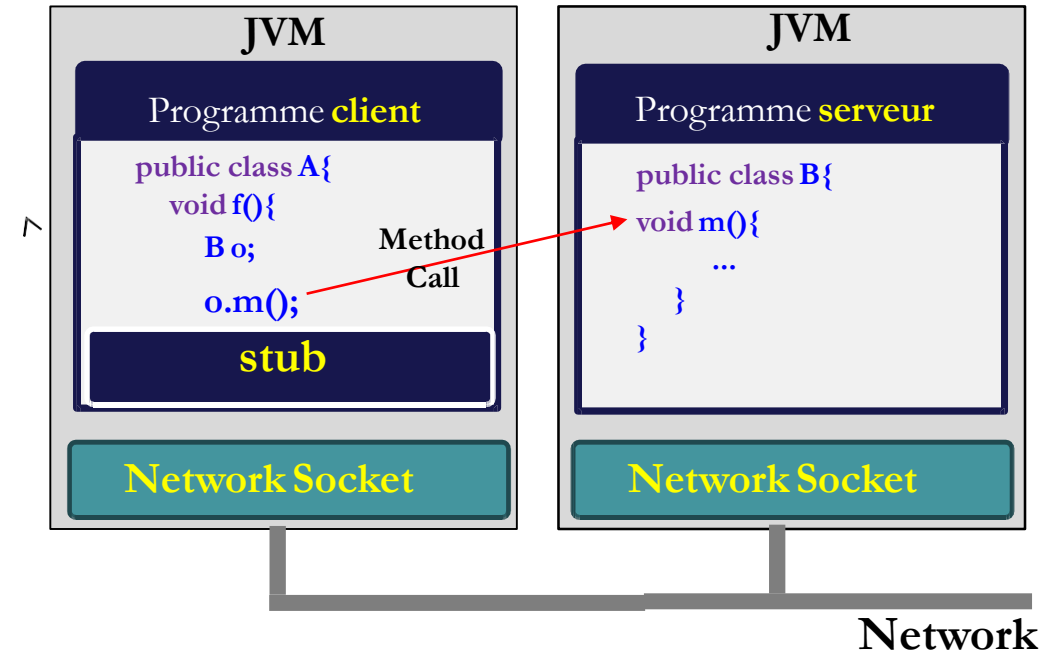 JVM
Programme client
public class A{
void f(){
B o;
o.m();
stub
Network Socket
Method
Call
JVM
Programme serveur
public class B{
void m(){
...
}
}
Network Socket
Network